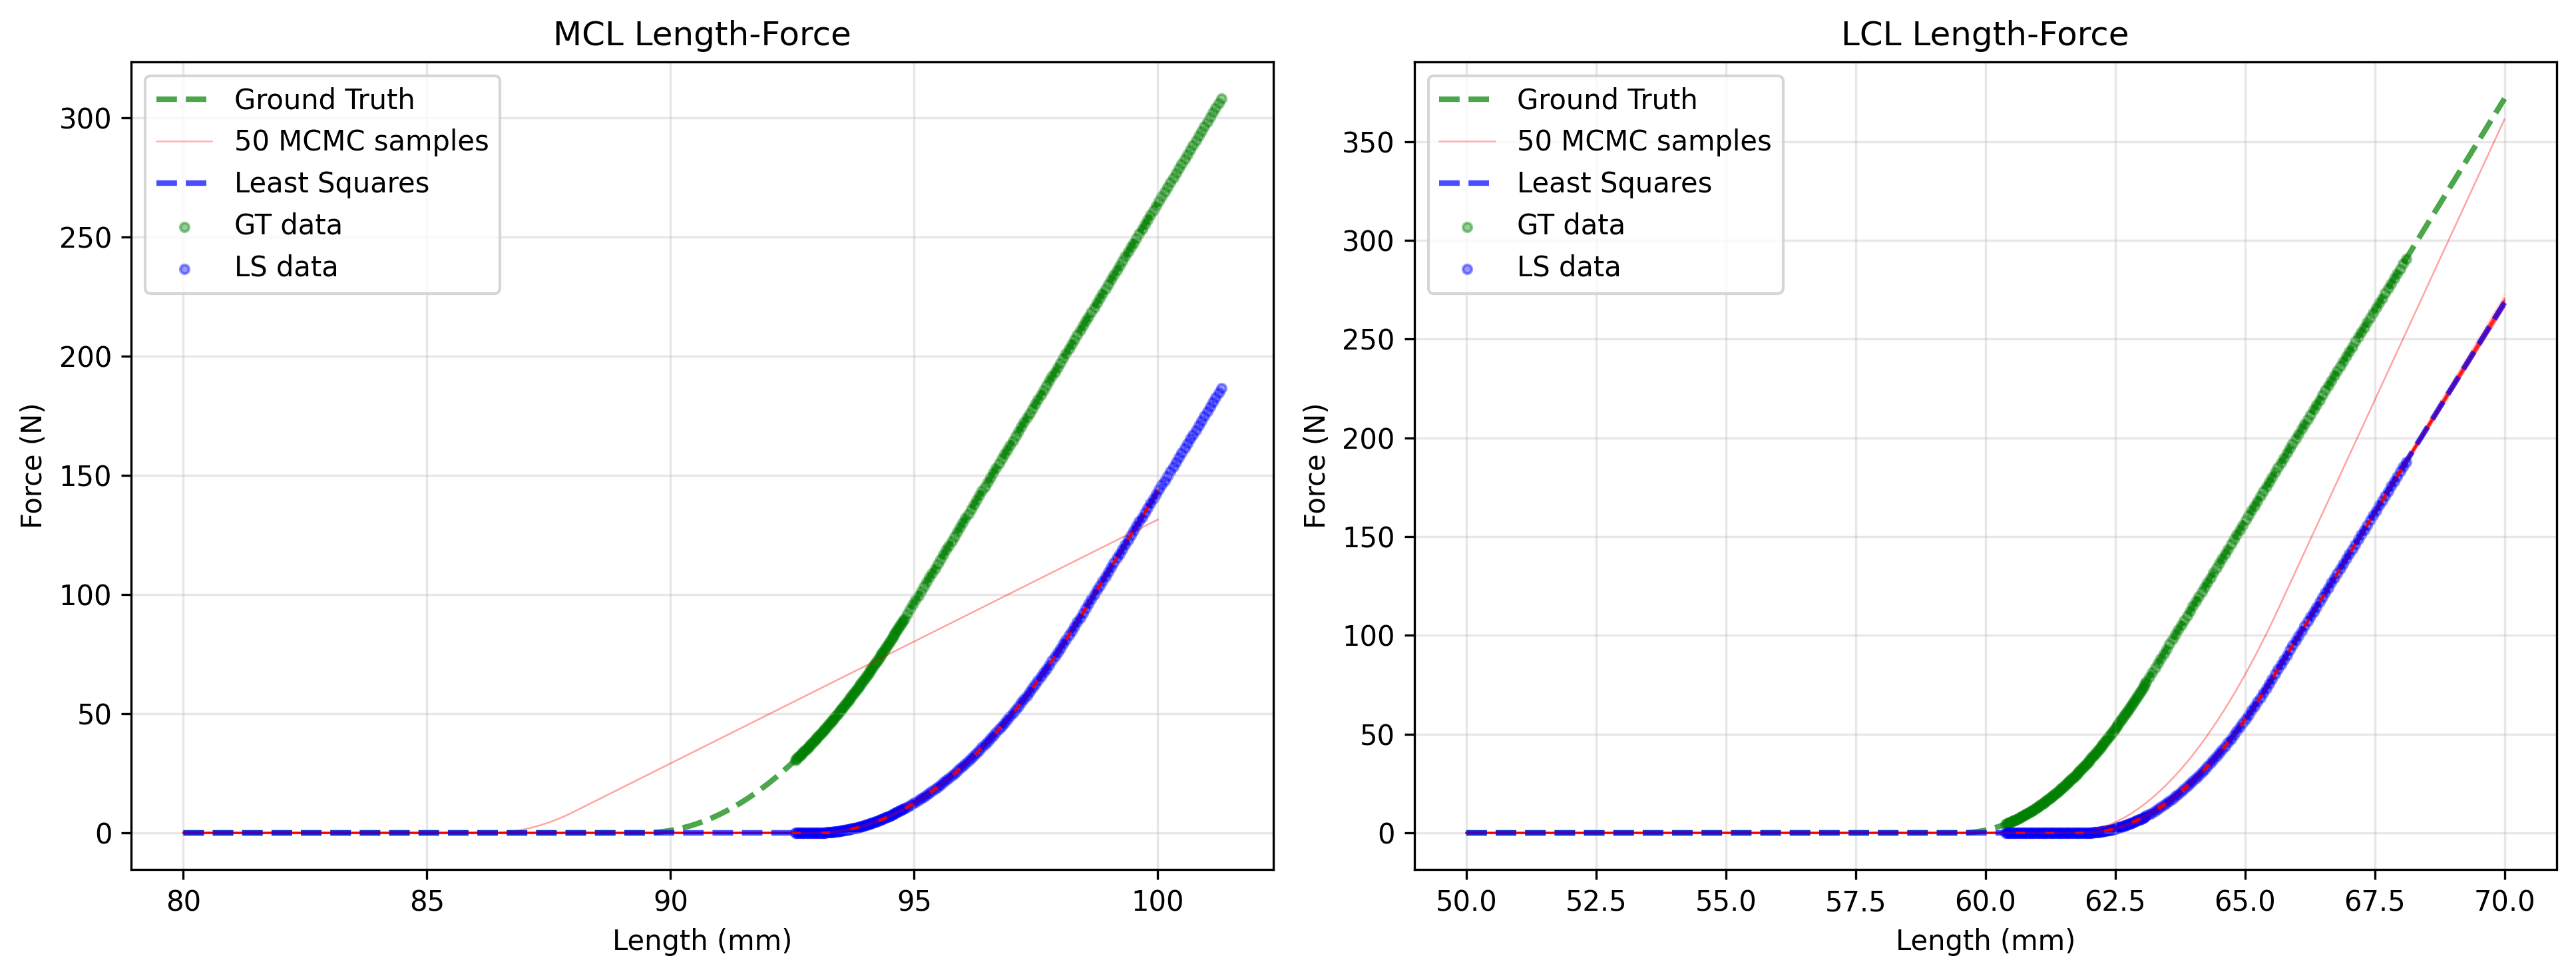 MCL Length-Force
Ground Truth
50 MCMC samples
Least Squares
GT data
LS data
300
250
200
150
100
50
0
Force (N)
80 85 90 95 100
Length (mm)
LCL Length-Force
Ground Truth
50 MCMC samples
Least Squares
GT data
LS data
350
300
250
200
150
100
50
0
Force (N)
50.0 52.5 55.0 57.5 60.0 62.5 65.0 67.5 70.0
Length (mm)